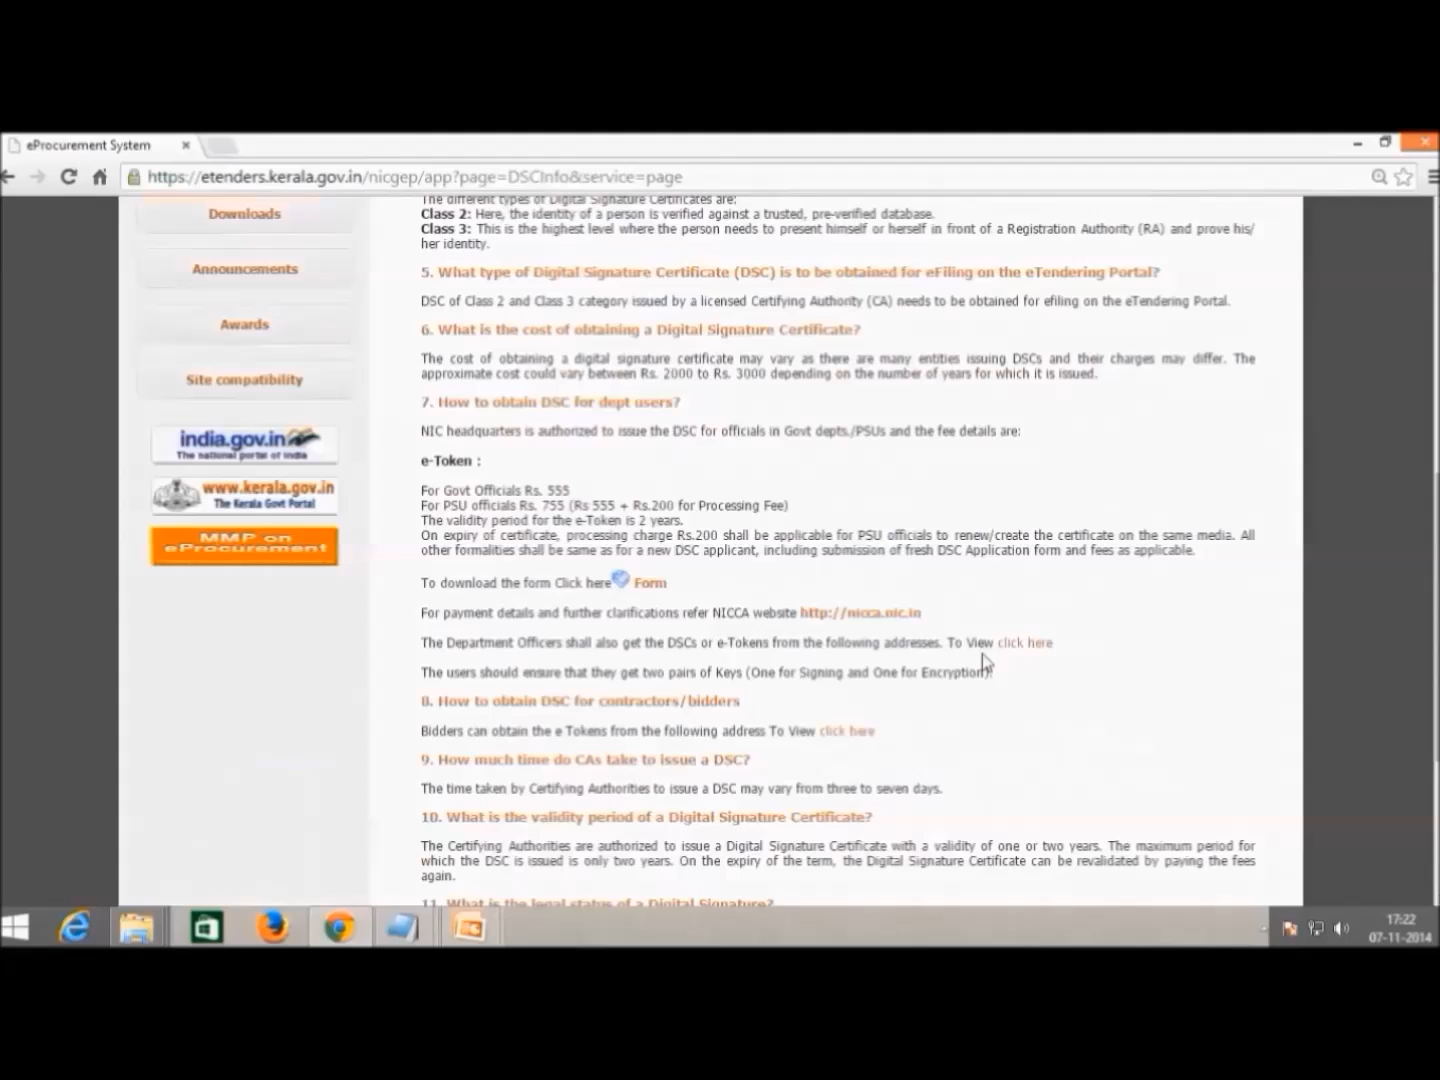 eProcurement System
https://etenders.kerala.gov.in/nicgep/app?page=DSCInfo&service=page
Downloads
Announcements
Awards
Site compatibility
india.gov.in
The national portal of India
www.kerala.gov.in
The Kerala Govt Portal
MMP on
eProcurement
The different types of Digital Signature Certificates are:
Class 2: Here, the identity of a person is verified against a trusted, pre-verified database.
Class 3: This is the highest level where the person needs to present himself or herself in front of a Registration Authority (RA) and prove his/
her identity.
5. What type of Digital Signature Certificate (DSC) is to be obtained for eFiling on the eTendering Portal?
DSC of Class 2 and Class 3 category issued by a licensed Certifying Authority (CA) needs to be obtained for efiling on the eTendering Portal.
6. What is the cost of obtaining a Digital Signature Certificate?
The cost of obtaining a digital signature certificate may vary as there are many entities issuing DSCs and their charges may differ. The
approximate cost could vary between Rs. 2000 to Rs. 3000 depending on the number of years for which it is issued.
7. How to obtain DSC for dept users?
NIC headquarters is authorized to issue the DSC for officials in Govt depts./PSUs and the fee details are:
e-Token :
For Govt Officials Rs. 555
For PSU officials Rs. 755 (Rs 555 + Rs.200 for Processing Fee)
The validity period for the e-Token is 2 years.
On expiry of certificate, processing charge Rs.200 shall be applicable for PSU officials to renew/create the certificate on the same media. All
other formalities shall be same as for a new DSC applicant, including submission of fresh DSC Application form and fees as applicable.
To download the form Click here Form
For payment details and further clarifications refer NICCA website http://nicca.nic.in
The Department Officers shall also get the DSCs or e-Tokens from the following addresses. To View click here
The users should ensure that they get two pairs of Keys (One for Signing and One for Encryption).
8. How to obtain DSC for contractors/bidders
Bidders can obtain the e Tokens from the following address To View click here
9. How much time do CAs take to issue a DSC?
The time taken by Certifying Authorities to issue a DSC may vary from three to seven days.
10. What is the validity period of a Digital Signature Certificate?
The Certifying Authorities are authorized to issue a Digital Signature Certificate with a validity of one or two years. The maximum period for
which the DSC is issued is only two years. On the expiry of the term, the Digital Signature Certificate can be revalidated by paying the fees
again.
11. What is the legal status of a Digital Signature?
17:22
07-11-2014